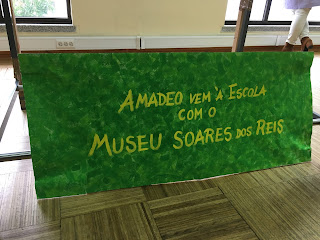 AMADEO VEM À ESCOLA
COM O
MUSEU SOARES DOS REIS